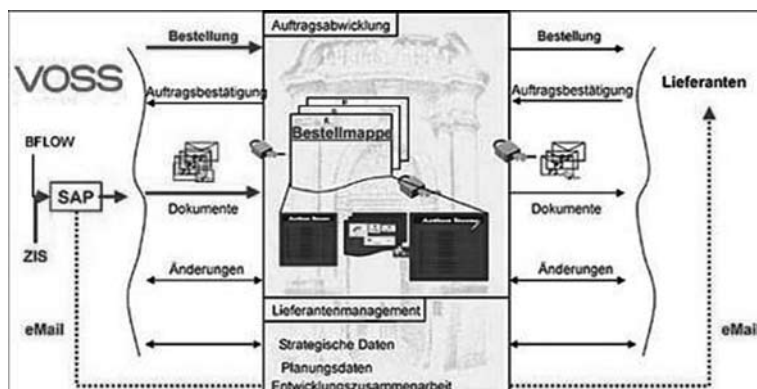 Auftragsabwicklung
Bestellung
Bestellung
VOSS
Auftragsbestätigung
Auftragsbestätigung
Lieferanten
Bestellmappe
BFLOW
SAP
Dokumente
Dokumente
ZIS
Änderungen
Änderungen
Lieferantenmanagement
eMail
eMail
Strategische Daten
Planungsdaten
Entwicklungszusammenarbeit